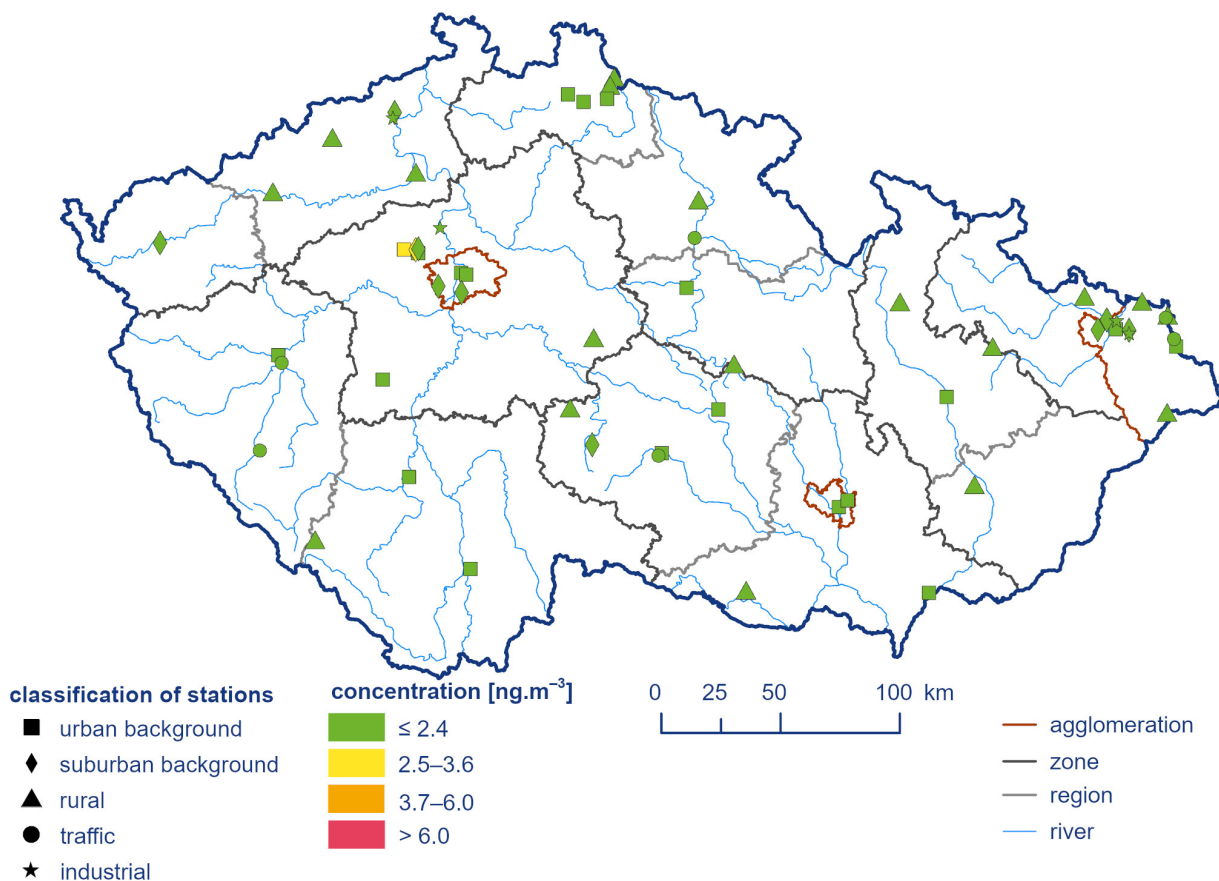 classification of stations
urban background
suburban background
rural
traffic
industrial
concentration [ng.m⁻³]
≤ 2.4
2.5–3.6
3.7–6.0
> 6.0
0 25 50 100 km
agglomeration
zone
region
river